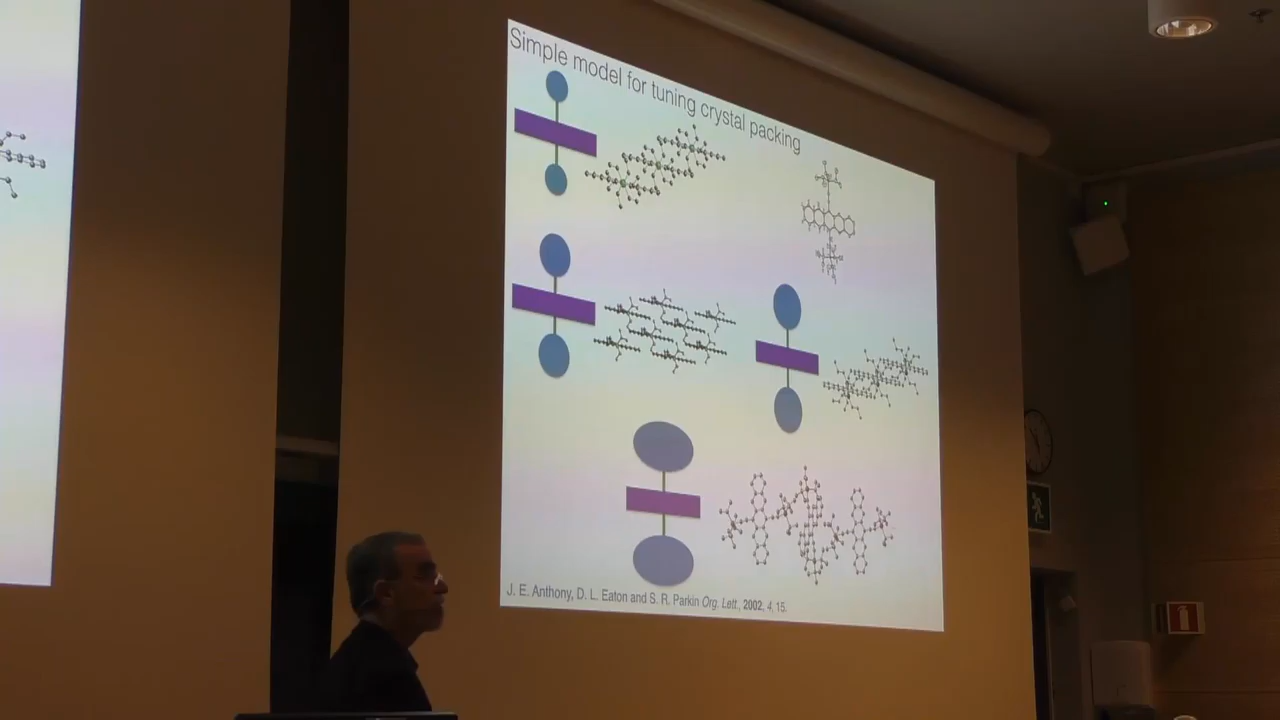 Simple model for tuning crystal packing
J. E. Anthony, D. L. Eaton and S. R. Parkin Org. Lett., 2002, 4, 15.